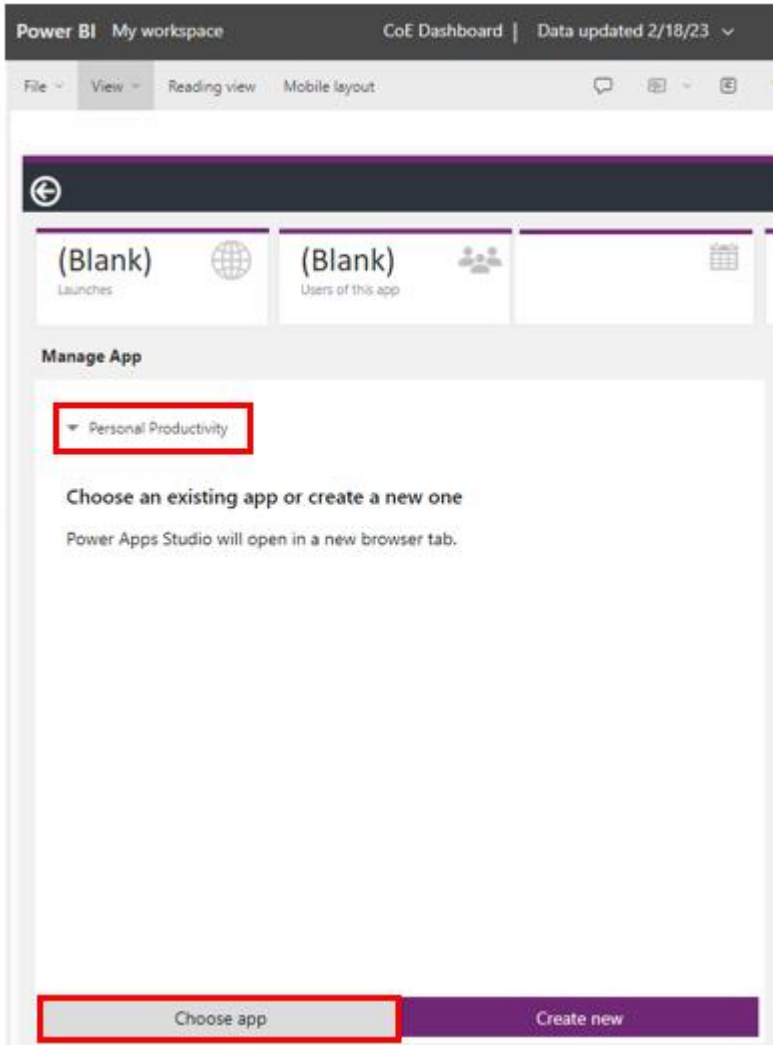 Power BI My workspace CoE Dashboard | Data updated 2/18/23
File View Reading view Mobile layout
(Blank) (Blank)
Launches Users of this app
Manage App
Personal Productivity
Choose an existing app or create a new one
Power Apps Studio will open in a new browser tab.
Choose app Create new